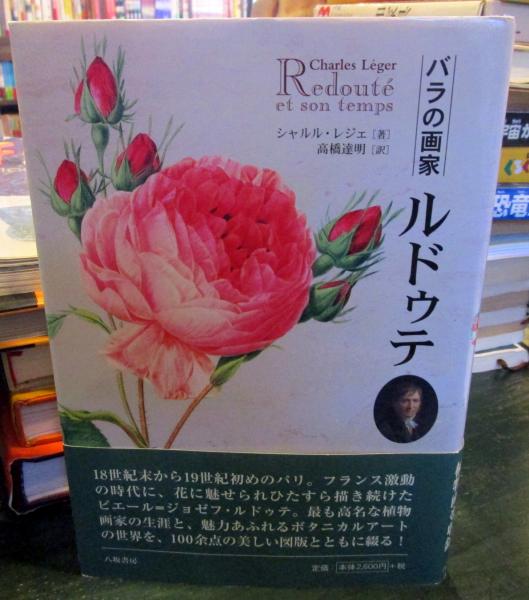 Charles Léger
Redouté
et son temps
シャルル・レジェ［著］
高橋達明［訳］
バラの画家
ルドゥテ
18世紀末から19世紀初めのパリ。フランス激動
の時代に、花に魅せられひたすら描き続けた
ピエール=ジョゼフ・ルドゥテ。最も高名な植物
画家の生涯と、魅力あふれるボタニカルアート
の世界を、100余点の美しい図版とともに綴る!
八坂書房
定価 本体2,600円 +税
宇宙
恐竜